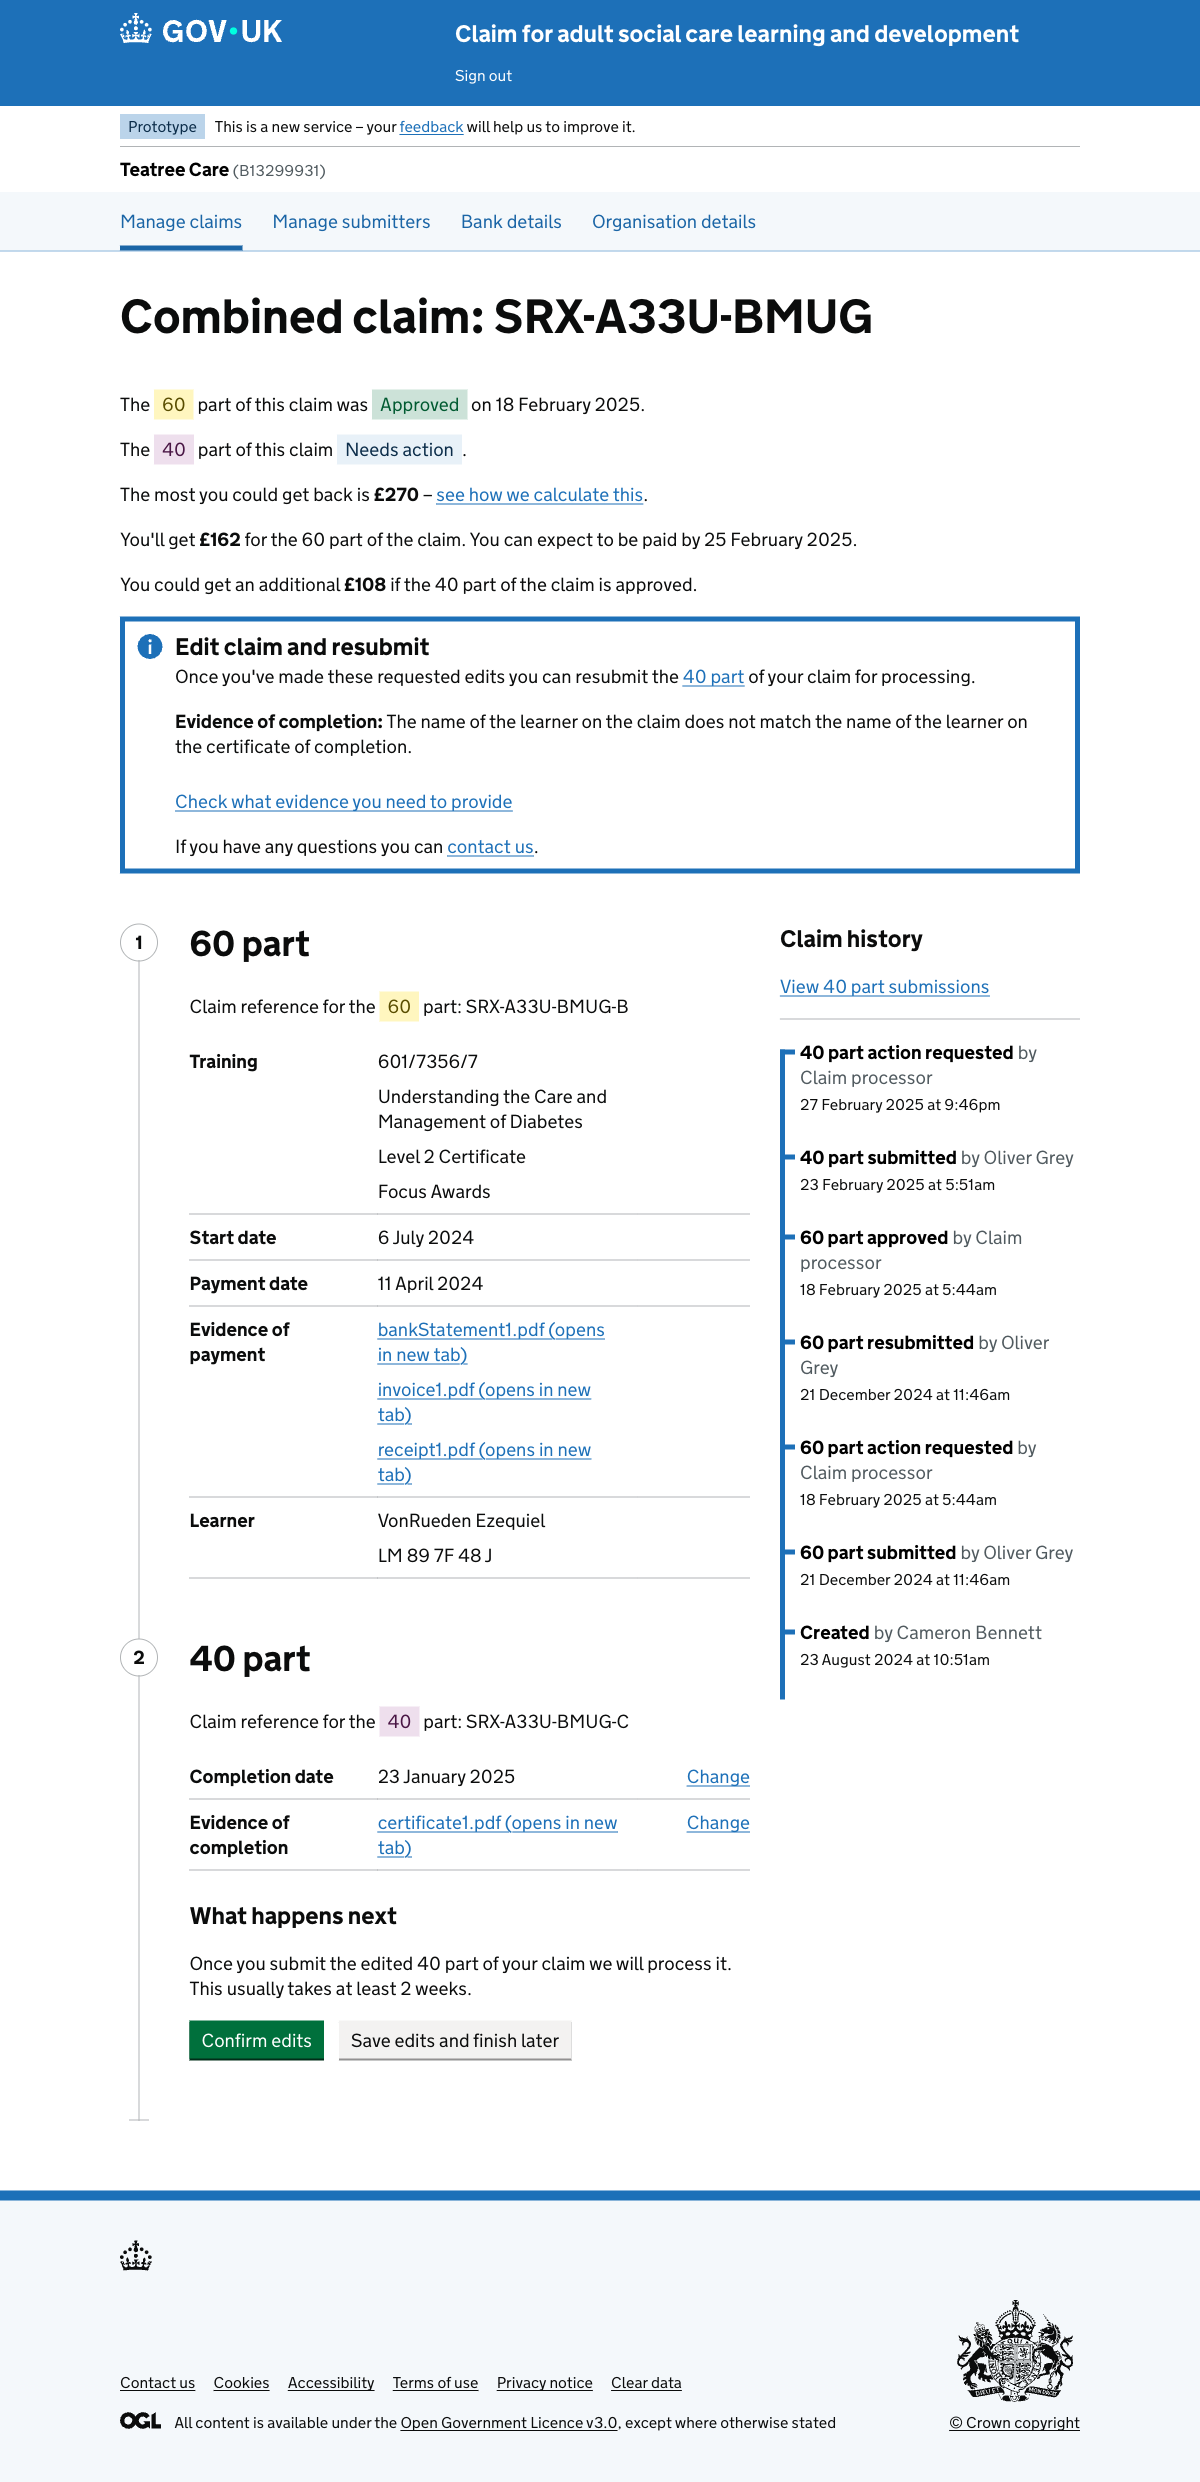 GOV·UK
Claim for adult social care learning and development
Sign out
Prototype This is a new service – your feedback will help us to improve it.
Teatree Care (B13299931)
Manage claims Manage submitters Bank details Organisation details
Combined claim: SRX-A33U-BMUG
The 60 part of this claim was Approved on 18 February 2025.
The 40 part of this claim Needs action .
The most you could get back is £270 – see how we calculate this.
You'll get £162 for the 60 part of the claim. You can expect to be paid by 25 February 2025.
You could get an additional £108 if the 40 part of the claim is approved.
Edit claim and resubmit
Once you've made these requested edits you can resubmit the 40 part of your claim for processing.
Evidence of completion: The name of the learner on the claim does not match the name of the learner on
the certificate of completion.
Check what evidence you need to provide
If you have any questions you can contact us.
1
60 part
Claim reference for the 60 part: SRX-A33U-BMUG-B
Training 601/7356/7
Understanding the Care and
Management of Diabetes
Level 2 Certificate
Focus Awards
Start date 6 July 2024
Payment date 11 April 2024
Evidence of
payment
bankStatement1.pdf (opens
in new tab)
invoice1.pdf (opens in new
tab)
receipt1.pdf (opens in new
tab)
Learner VonRueden Ezequiel
LM 89 7F 48 J
2
40 part
Claim reference for the 40 part: SRX-A33U-BMUG-C
Completion date 23 January 2025 Change
Evidence of
completion
certificate1.pdf (opens in new
tab)
Change
What happens next
Once you submit the edited 40 part of your claim we will process it.
This usually takes at least 2 weeks.
Confirm edits Save edits and finish later
Claim history
View 40 part submissions
40 part action requested by
Claim processor
27 February 2025 at 9:46pm
40 part submitted by Oliver Grey
23 February 2025 at 5:51am
60 part approved by Claim
processor
18 February 2025 at 5:44am
60 part resubmitted by Oliver
Grey
21 December 2024 at 11:46am
60 part action requested by
Claim processor
18 February 2025 at 5:44am
60 part submitted by Oliver Grey
21 December 2024 at 11:46am
Created by Cameron Bennett
23 August 2024 at 10:51am
Contact us Cookies Accessibility Terms of use Privacy notice Clear data
OGL All content is available under the Open Government Licence v3.0, except where otherwise stated
© Crown copyright